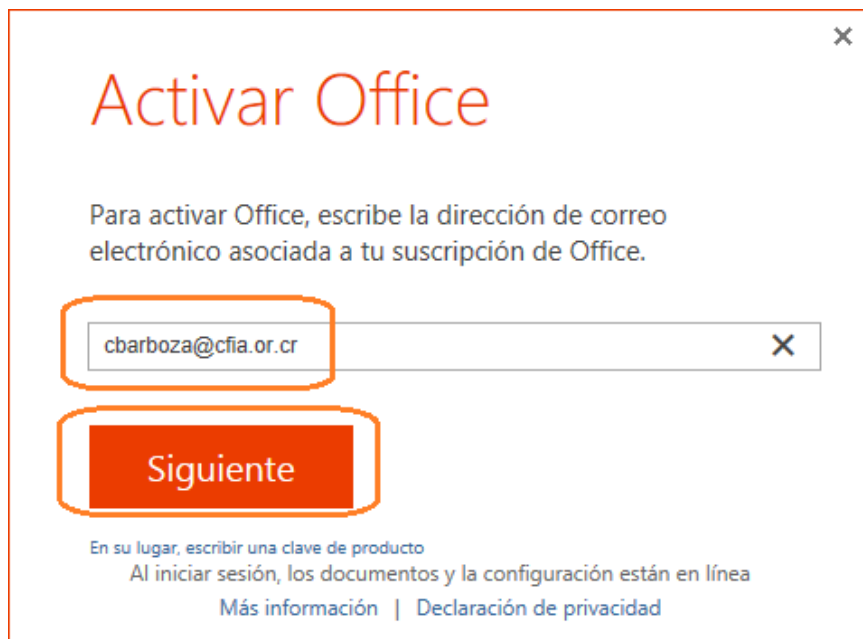 Activar Office
Para activar Office, escribe la dirección de correo
electrónico asociada a tu suscripción de Office.
cbarboza@cfia.or.cr
Siguiente
En su lugar, escribir una clave de producto
Al iniciar sesión, los documentos y la configuración están en línea
Más información | Declaración de privacidad